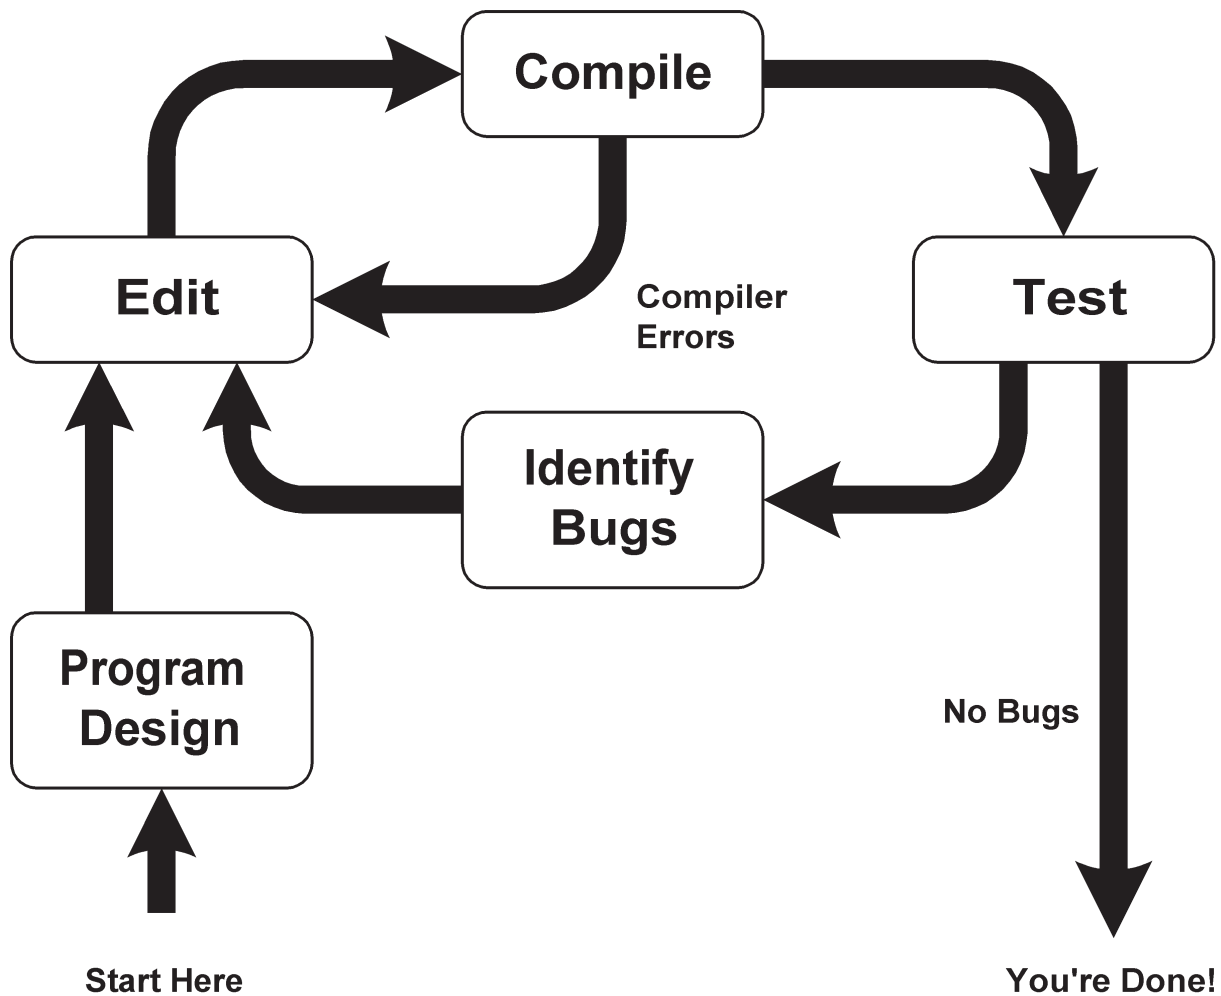 Compile
Edit
Test
Compiler
Errors
Identify
Bugs
Program
Design
No Bugs
Start Here
You're Done!